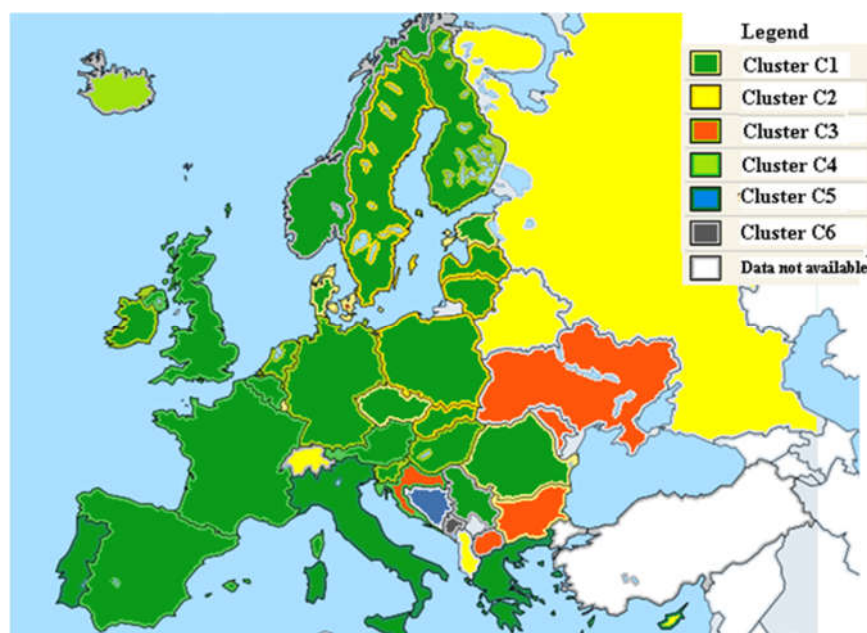 Legend
Cluster C1
Cluster C2
Cluster C3
Cluster C4
Cluster C5
Cluster C6
Data not available